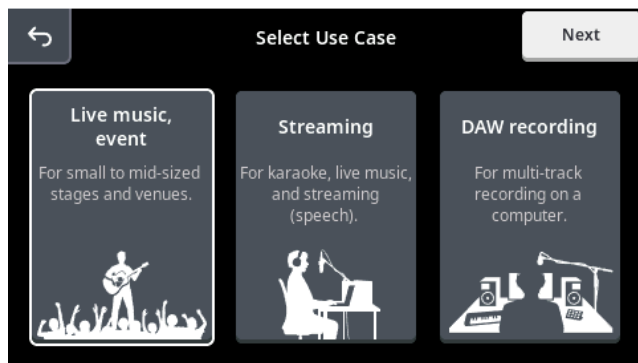 Select Use Case
Next
Live music,
event
For small to mid-sized
stages and venues.
Streaming
For karaoke, live music,
and streaming
(speech).
DAW recording
For multi-track
recording on a
computer.